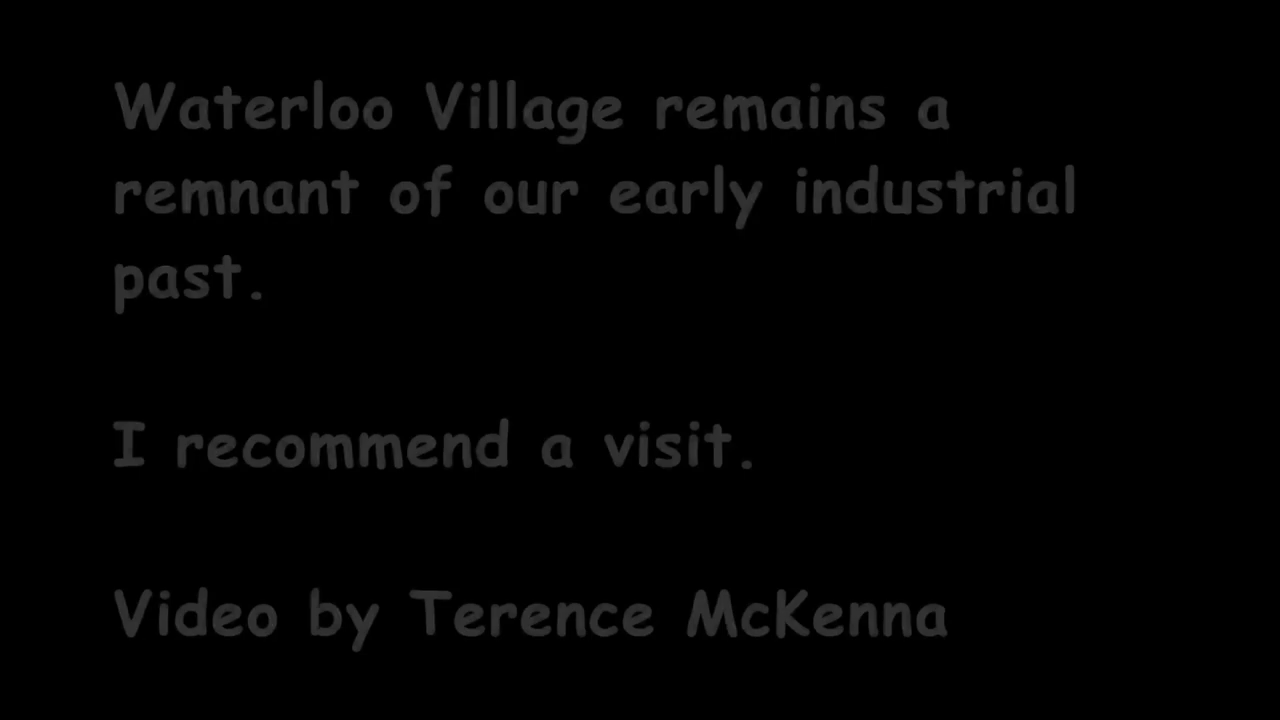 Waterloo Village remains a
remnant of our early industrial
past.
I recommend a visit.
Video by Terence McKenna